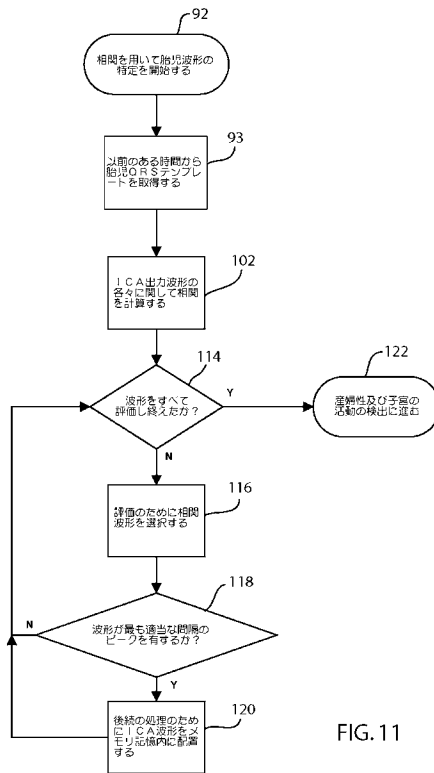 92
相関を用いて胎児波形の
特定を開始する
93
以前のある時間から
胎児QRSテンプレ
ートを取得する
102
ICA出力波形の
各々に関して相関
を計算する
114
波形をすべて
評価し終えたか?
Y
122
産婦性及び子宮の
活動の検出に進む
N
116
評価のために相関
波形を選択する
118
波形が最も適当な間隔の
ピークを有するか?
N
Y
120
後続の処理のため
にICA波形をメ
モリ記憶内に配置
する
FIG. 11